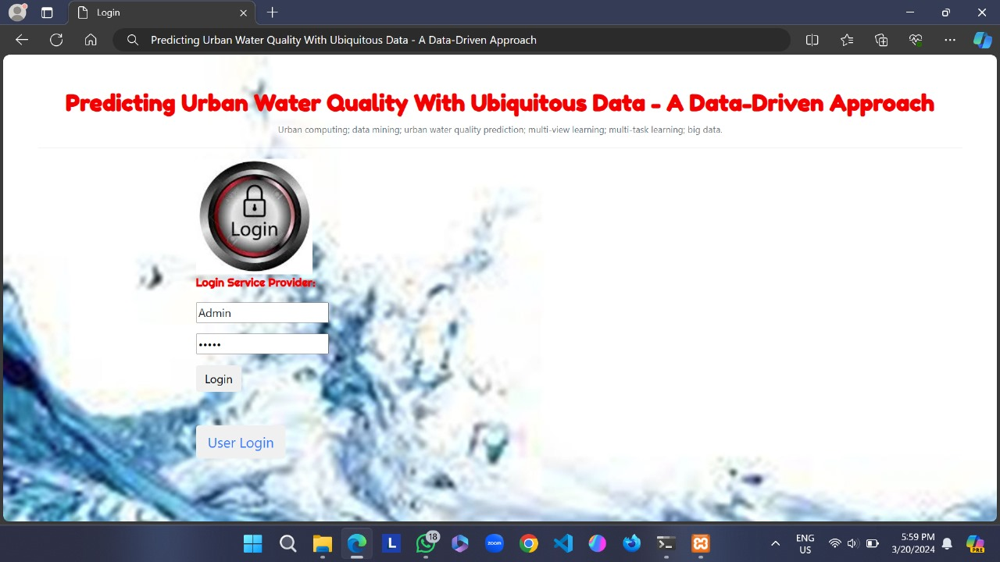 Login
Predicting Urban Water Quality With Ubiquitous Data - A Data-Driven Approach
Predicting Urban Water Quality With Ubiquitous Data - A Data-Driven Approach
Urban computing; data mining; urban water quality prediction; multi-view learning; multi-task learning; big data.
Login
Login Service Provider:
Admin
•••••
Login
User Login
L
18
zoom
ENG
US
5:59 PM
3/20/2024
PRE